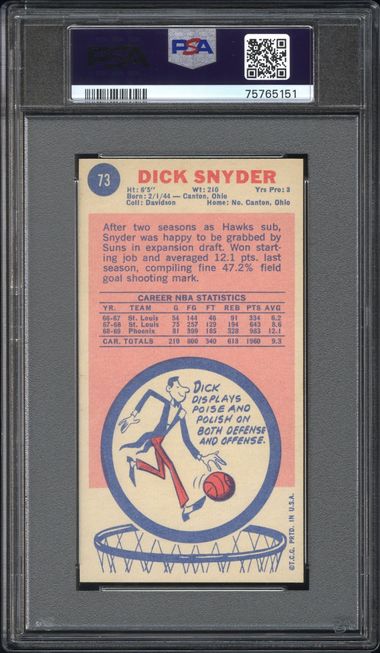 PSA
PSA
75765151
73
DICK SNYDER
Ht: 6'5" Wt: 210 Yrs Pro: 3
Born: 2/1/44 — Canton, Ohio
Coll: Davidson Home: No. Canton, Ohio
After two seasons as Hawks sub,
Snyder was happy to be grabbed by
Suns in expansion draft. Won start-
ing job and averaged 12.1 pts. last
season, compiling fine 47.2% field
goal shooting mark.
CAREER NBA STATISTICS
YR. TEAM G FG FT REB PTS AVG
66-67 St. Louis 54 144 46 91 334 6.2
67-68 St. Louis 75 257 129 194 643 8.6
68-69 Phoenix 81 399 185 328 983 12.1
CAR. TOTALS 210 800 340 613 1960 9.3
DICK
DISPLAYS
POISE AND
POLISH ON
BOTH DEFENSE
AND OFFENSE.
©T.C.G. PRTD. IN U.S.A.